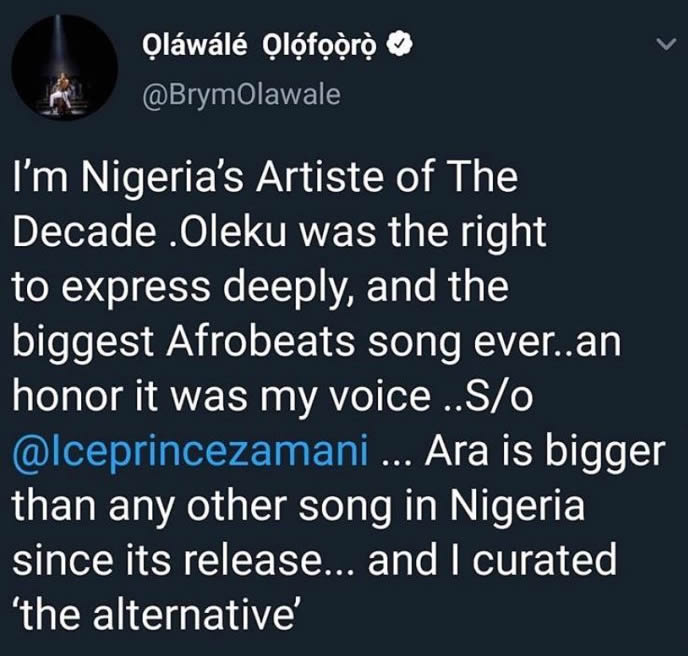 Ọláwálé Ọlọ́fọọ̀rọ̀
@BrymOlawale
I’m Nigeria’s Artiste of The
Decade .Oleku was the right
to express deeply, and the
biggest Afrobeats song ever..an
honor it was my voice ..S/o
@Iceprincezamani ... Ara is bigger
than any other song in Nigeria
since its release... and I curated
‘the alternative’